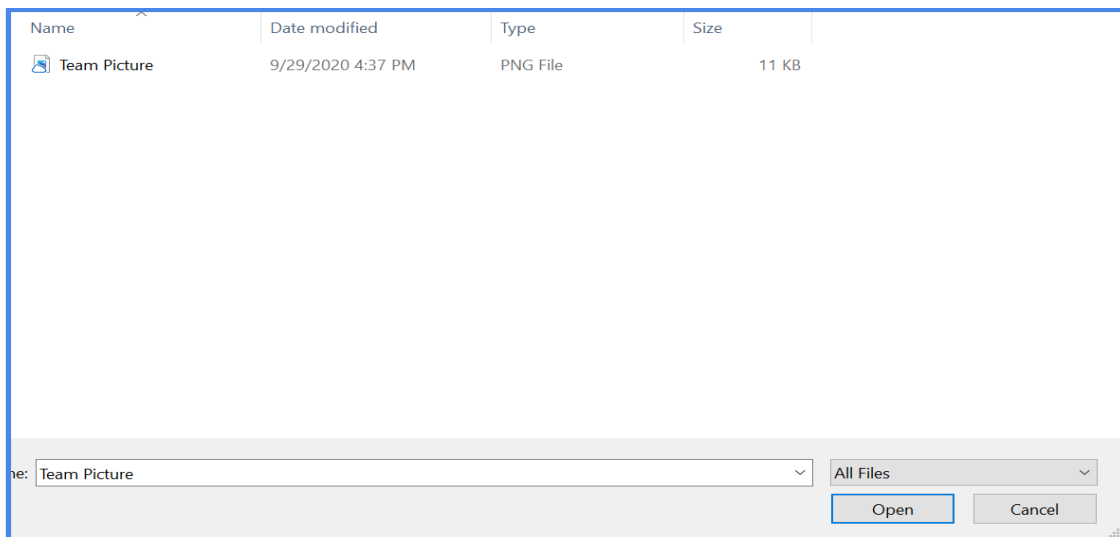 Name Date modified Type Size
Team Picture 9/29/2020 4:37 PM PNG File 11 KB
ne: Team Picture All Files
Open Cancel